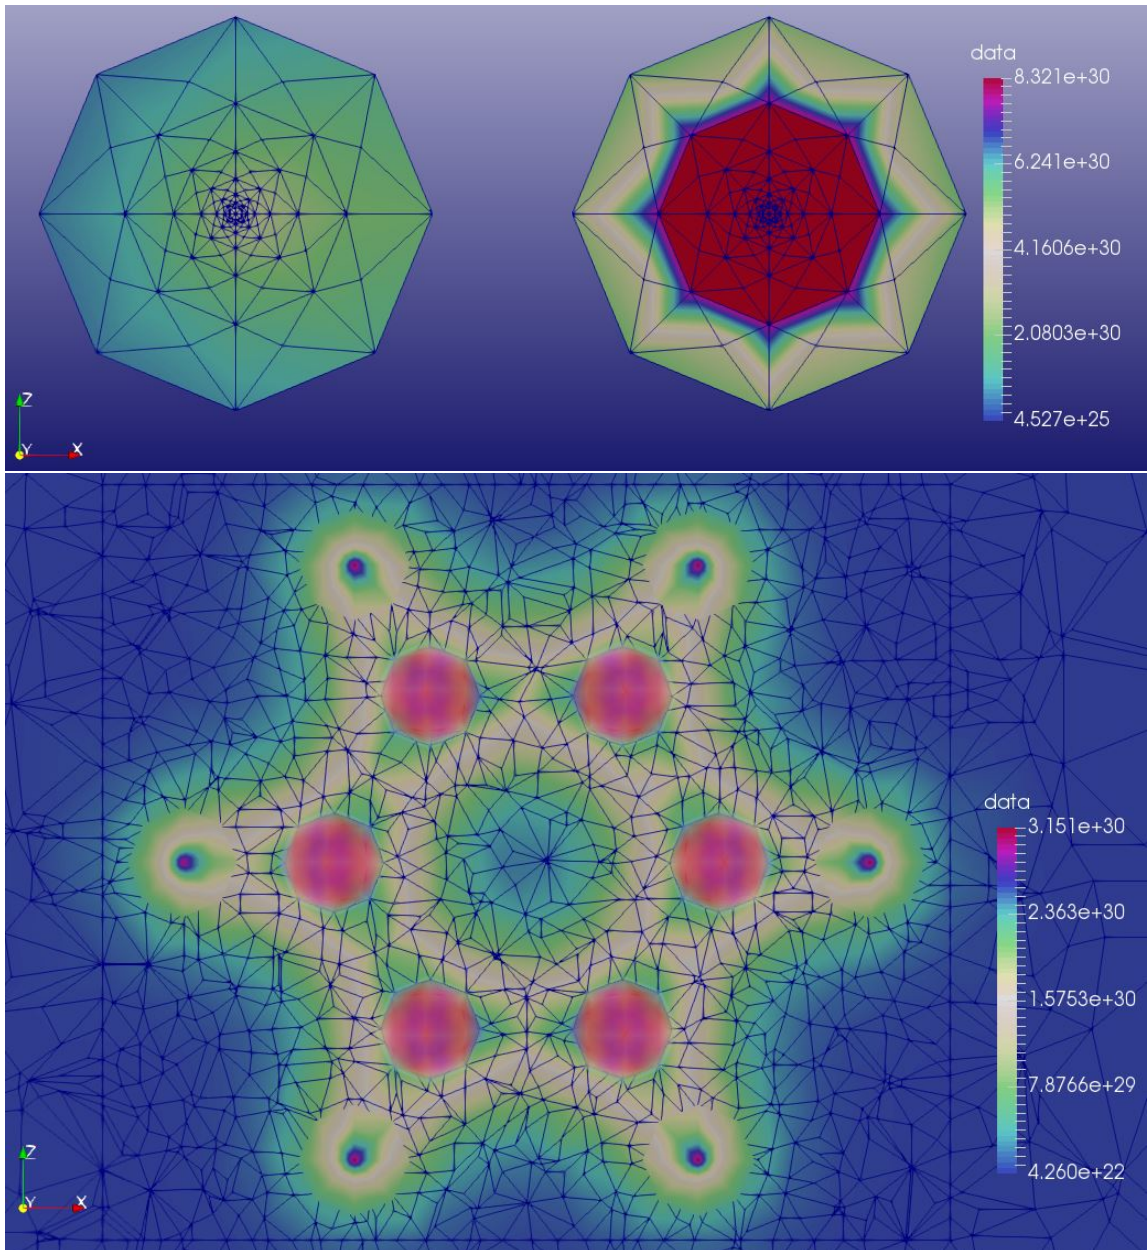 data
8.321e+30
6.241e+30
4.1606e+30
2.0803e+30
4.527e+25
Z
Y X
data
3.151e+30
2.363e+30
1.5753e+30
7.8766e+29
4.260e+22
Z
Y X